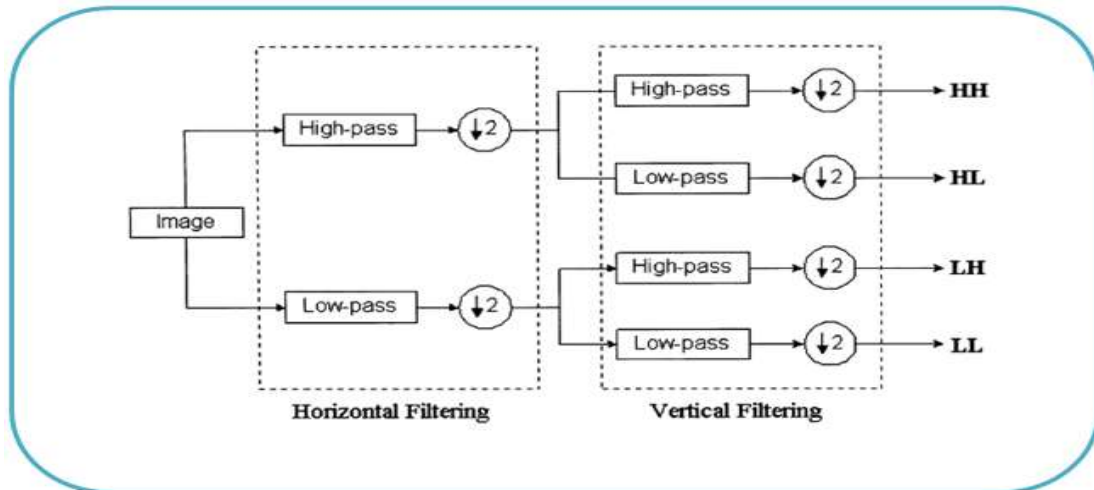 High-pass ↓2 HH
High-pass ↓2
Low-pass ↓2 HL
Image
High-pass ↓2 LH
Low-pass ↓2
Low-pass ↓2 LL
Horizontal Filtering Vertical Filtering